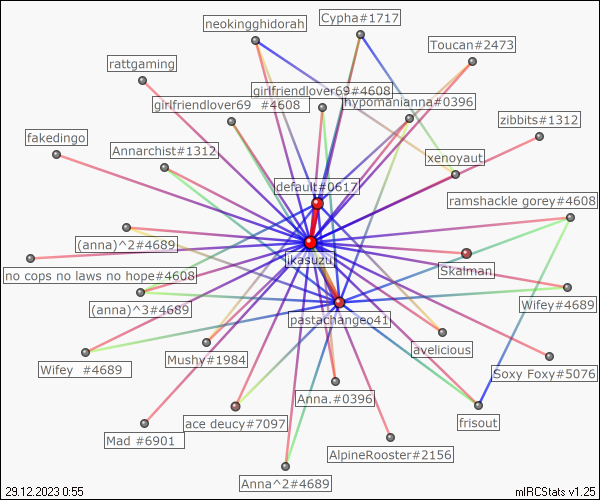 neokingghidorah
Cypha#1717
Toucan#2473
rattgaming
girlfriendlover69#4608
girlfriendlover69  #4608
hypomanianna#0396
zibbits#1312
fakedingo
Annarchist#1312
xenoyaut
default#0617
ramshackle gorey#4608
(anna)^2#4689
likasuzu
Skalman
no cops no laws no hope#4608
(anna)^3#4689
Wifey#4689
pastachangeo41
avelicious
Mushy#1984
Wifey  #4689
Soxy Foxy#5076
Anna.#0396
ace deucy#7097
frisout
Mad #6901
AlpineRooster#2156
Anna^2#4689
29.12.2023 0:55
mIRCStats v1.25